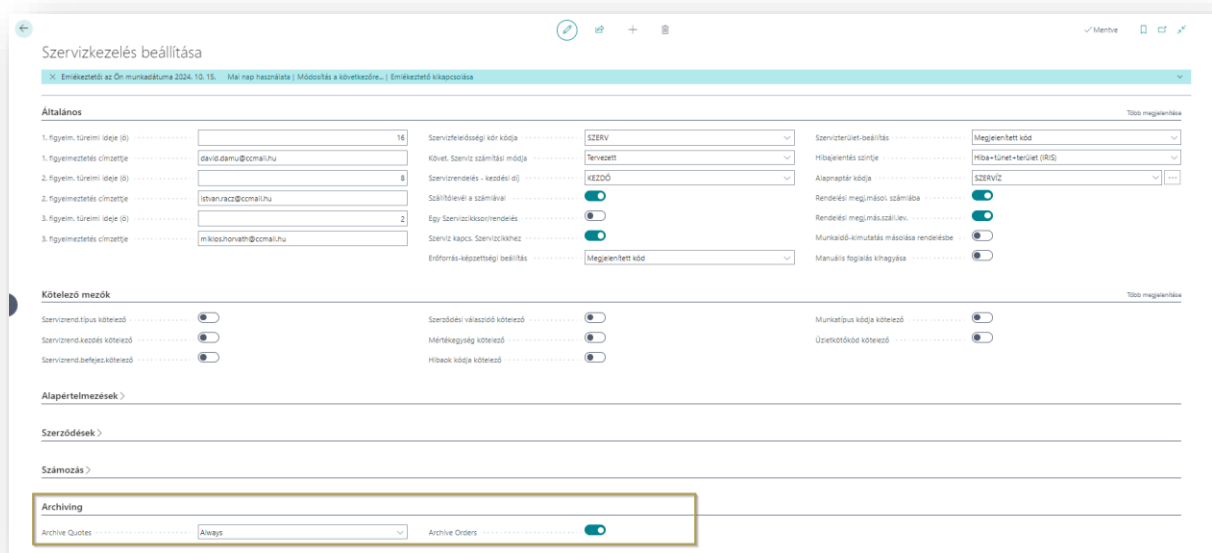 Mentve
Szervizkezelés beállítása
Emlékeztető: az Ön munkadátuma 2024. 10. 15. Mai nap használata | Módosítás a következőre... | Emlékeztető kikapcsolása
Általános
Több megjelenítése
1. figyelm. türelmi ideje (ó) 16
1. figyelmeztetés címzettje david.damu@ccmail.hu
2. figyelm. türelmi ideje (ó) 8
2. figyelmeztetés címzettje istvan.racz@ccmail.hu
3. figyelm. türelmi ideje (ó) 2
3. figyelmeztetés címzettje miklos.horvath@ccmail.hu
Szervizfelelősségi kör kódja SZERV
Követ. Szerviz számítási módja Tervezett
Szervizrendelés - kezdési díj KEZDŐ
Szállítólevél a számlával
Egy Szervizcikksor/rendelés
Szerviz kapcs. Szervizcikkhez
Erőforrás-képzettségi beállítás Megjelenített kód
Szervizterület-beállítás Megjelenített kód
Hibajelentés szintje Hiba+tünet+terület (IRIS)
Alapnaptár kódja SZERVÍZ
Rendelési megj.másol. számlába
Rendelési megj.más.száll.lev.
Munkaidő-kimutatás másolása rendelésbe
Manuális foglalás kihagyása
Kötelező mezők
Több megjelenítése
Szervizrend.típus kötelező
Szervizrend.kezdés kötelező
Szervizrend.befejez.kötelező
Szerződési válaszidő kötelező
Mértékegység kötelező
Hibaok kódja kötelező
Munkatípus kódja kötelező
Üzletkötőkód kötelező
Alapértelmezések
Szerződések
Számozás
Archiving
Archive Quotes Always
Archive Orders